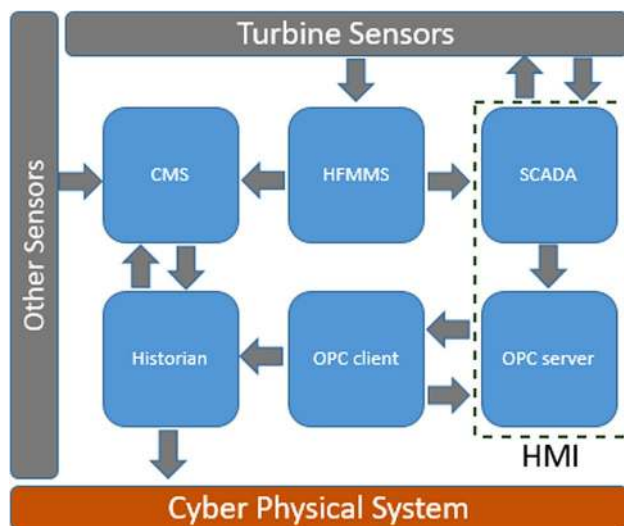 Turbine Sensors
Other Sensors
CMS
HFMMS
SCADA
Historian
OPC client
OPC server
HMI
Cyber Physical System